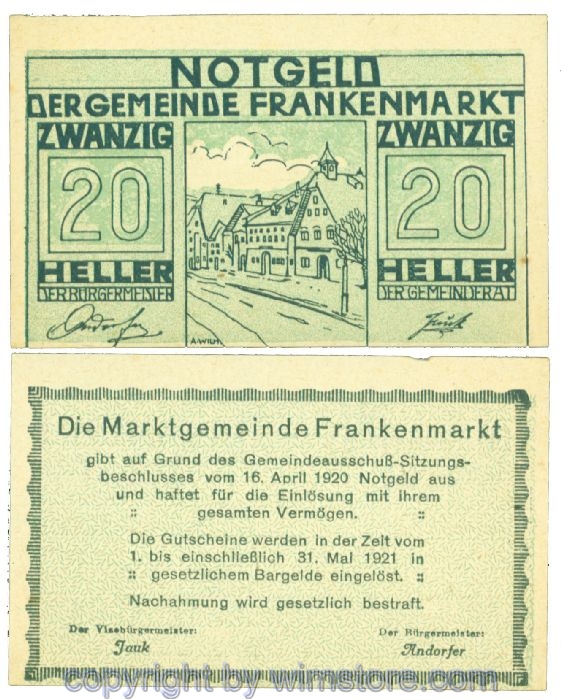 NOTGELD
DER GEMEINDE FRANKENMARKT
ZWANZIG ZWANZIG
20 20
HELLER HELLER
DER BÜRGERMEISTER DER GEMEINDERAT
Andorfer Jauk
A.WILH.
Die Marktgemeinde Frankenmarkt
gibt auf Grund des Gemeindeausschuß-Sitzungs-
beschlusses vom 16. April 1920 Notgeld aus
und haftet für die Einlösung mit ihrem
:: gesamten Vermögen. ::
Die Gutscheine werden in der Zeit vom
1. bis einschließlich 31. Mai 1921 in
:: gesetzlichem Bargelde eingelöst. ::
Nachahmung wird gesetzlich bestraft.
Der Vizebürgermeister: Der Bürgermeister:
Jauk Andorfer
copyright by wimstore.com